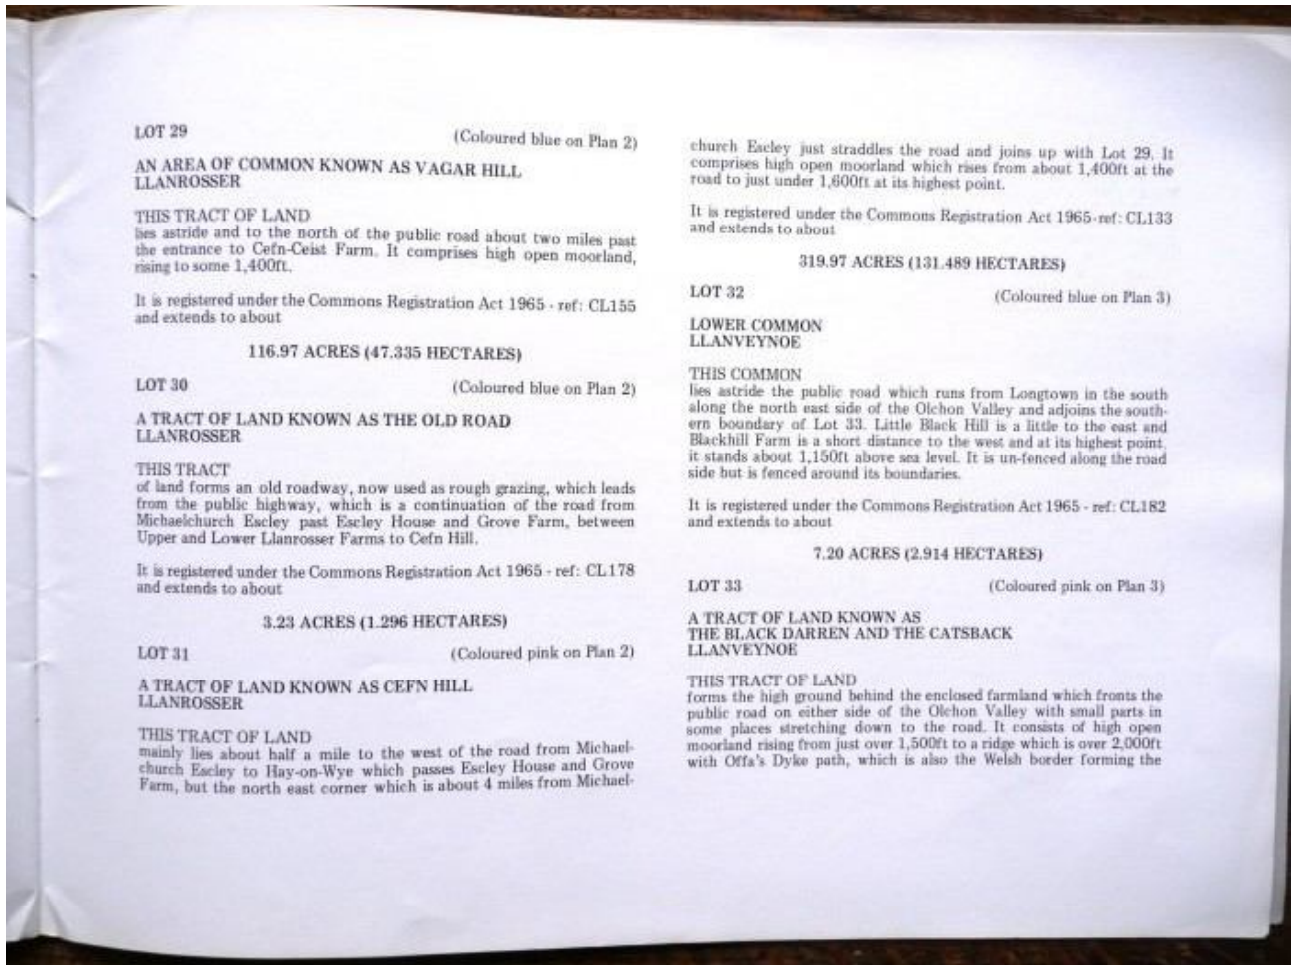 LOT 29
(Coloured blue on Plan 2)
AN AREA OF COMMON KNOWN AS VAGAR HILL
LLANROSSER
THIS TRACT OF LAND
lies astride and to the north of the public road about two miles past
the entrance to Cefn-Ceist Farm. It comprises high open moorland,
rising to some 1,400ft.
It is registered under the Commons Registration Act 1965 - ref: CL155
and extends to about
116.97 ACRES (47.335 HECTARES)
LOT 30
(Coloured blue on Plan 2)
A TRACT OF LAND KNOWN AS THE OLD ROAD
LLANROSSER
THIS TRACT
of land forms an old roadway, now used as rough grazing, which leads
from the public highway, which is a continuation of the road from
Michaelchurch Escley past Escley House and Grove Farm, between
Upper and Lower Llanrosser Farms to Cefn Hill.
It is registered under the Commons Registration Act 1965 - ref: CL178
and extends to about
3.23 ACRES (1.296 HECTARES)
LOT 31
(Coloured pink on Plan 2)
A TRACT OF LAND KNOWN AS CEFN HILL
LLANROSSER
THIS TRACT OF LAND
mainly lies about half a mile to the west of the road from Michael-
church Escley to Hay-on-Wye which passes Escley House and Grove
Farm, but the north east corner which is about 4 miles from Michael-
church Escley just straddles the road and joins up with Lot 29. It
comprises high open moorland which rises from about 1,400ft at the
road to just under 1,600ft at its highest point.
It is registered under the Commons Registration Act 1965-ref: CL133
and extends to about
319.97 ACRES (131.489 HECTARES)
LOT 32
(Coloured blue on Plan 3)
LOWER COMMON
LLANVEYNOE
THIS COMMON
lies astride the public road which runs from Longtown in the south
along the north east side of the Olchon Valley and adjoins the south-
ern boundary of Lot 33. Little Black Hill is a little to the east and
Blackhill Farm is a short distance to the west and at its highest point,
it stands about 1,150ft above sea level. It is un-fenced along the road
side but is fenced around its boundaries.
It is registered under the Commons Registration Act 1965 - ref: CL182
and extends to about
7.20 ACRES (2.914 HECTARES)
LOT 33
(Coloured pink on Plan 3)
A TRACT OF LAND KNOWN AS
THE BLACK DARREN AND THE CATSBACK
LLANVEYNOE
THIS TRACT OF LAND
forms the high ground behind the enclosed farmland which fronts the
public road on either side of the Olchon Valley with small parts in
some places stretching down to the road. It consists of high open
moorland rising from just over 1,500ft to a ridge which is over 2,000ft
with Offa's Dyke path, which is also the Welsh border forming the